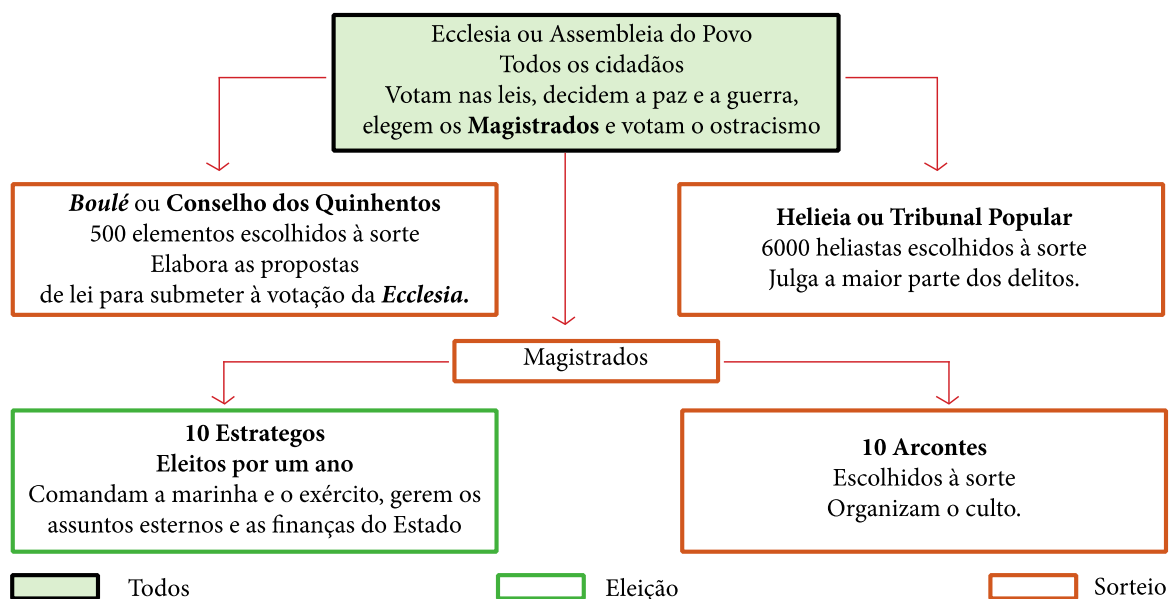 Ecclesia ou Assembleia do Povo
Todos os cidadãos
Votam nas leis, decidem a paz e a guerra,
elegem os Magistrados e votam o ostracismo
Boulé ou Conselho dos Quinhentos
500 elementos escolhidos à sorte
Elabora as propostas
de lei para submeter à votação da Ecclesia.
Helieia ou Tribunal Popular
6000 heliastas escolhidos à sorte
Julga a maior parte dos delitos.
Magistrados
10 Estrategos
Eleitos por um ano
Comandam a marinha e o exército, gerem os
assuntos esternos e as finanças do Estado
10 Arcontes
Escolhidos à sorte
Organizam o culto.
Todos
Eleição
Sorteio